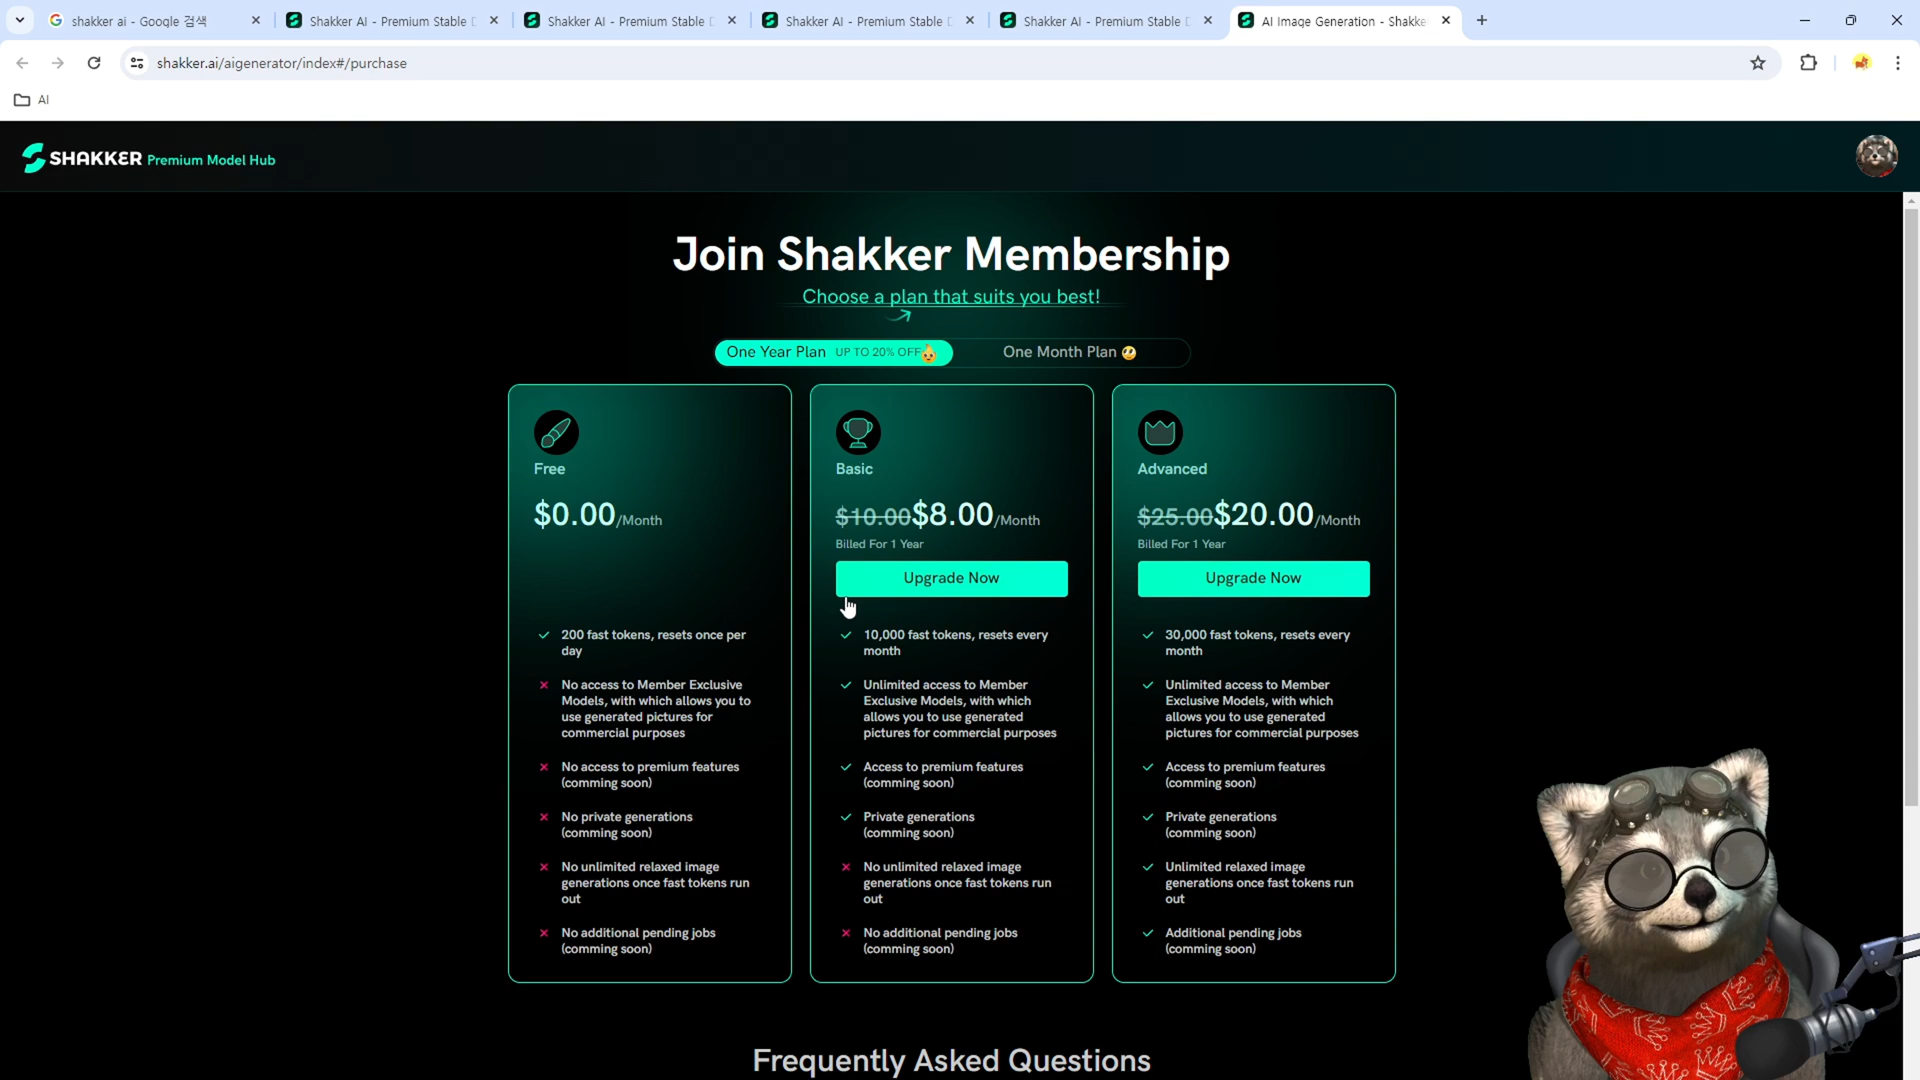 shakker ai - Google 검색
Shakker AI - Premium Stable D
Shakker AI - Premium Stable D
Shakker AI - Premium Stable D
Shakker AI - Premium Stable D
AI Image Generation - Shakke
shakker.ai/aigenerator/index#/purchase
AI
SHAKKER Premium Model Hub
Join Shakker Membership
Choose a plan that suits you best!
One Year Plan UP TO 20% OFF
One Month Plan
Free
$0.00/Month
200 fast tokens, resets once per
day
No access to Member Exclusive
Models, with which allows you to
use generated pictures for
commercial purposes
No access to premium features
(comming soon)
No private generations
(comming soon)
No unlimited relaxed image
generations once fast tokens run
out
No additional pending jobs
(comming soon)
Basic
$10.00$8.00/Month
Billed For 1 Year
Upgrade Now
10,000 fast tokens, resets every
month
Unlimited access to Member
Exclusive Models, with which
allows you to use generated
pictures for commercial purposes
Access to premium features
(comming soon)
Private generations
(comming soon)
No unlimited relaxed image
generations once fast tokens run
out
No additional pending jobs
(comming soon)
Advanced
$25.00$20.00/Month
Billed For 1 Year
Upgrade Now
30,000 fast tokens, resets every
month
Unlimited access to Member
Exclusive Models, with which
allows you to use generated
pictures for commercial purposes
Access to premium features
(comming soon)
Private generations
(comming soon)
Unlimited relaxed image
generations once fast tokens run
out
Additional pending jobs
(comming soon)
Frequently Asked Questions